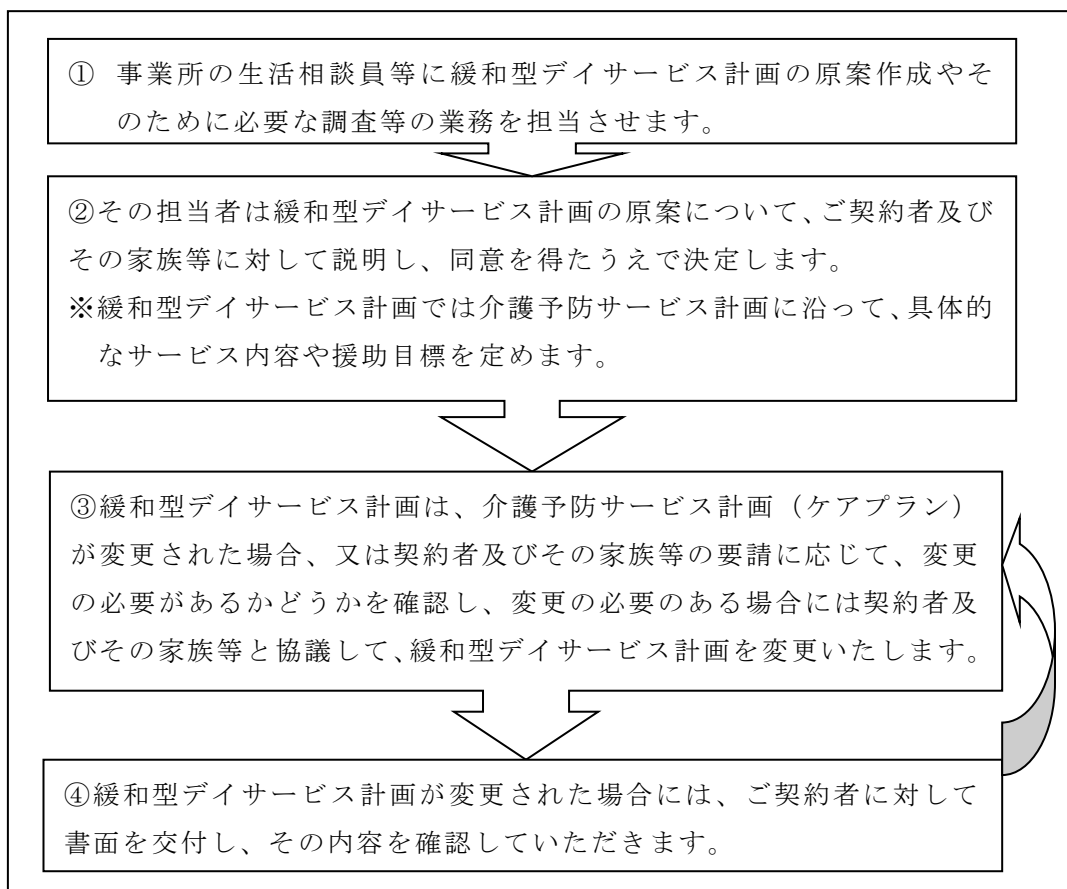 ① 事業所の生活相談員等に緩和型デイサービス計画の原案作成やそ
のために必要な調査等の業務を担当させます。
②その担当者は緩和型デイサービス計画の原案について、ご契約者及び
その家族等に対して説明し、同意を得たうえで決定します。
※緩和型デイサービス計画では介護予防サービス計画に沿って、具体的
なサービス内容や援助目標を定めます。
③緩和型デイサービス計画は、介護予防サービス計画（ケアプラン）
が変更された場合、又は契約者及びその家族等の要請に応じて、変更
の必要があるかどうかを確認し、変更の必要のある場合には契約者及
びその家族等と協議して、緩和型デイサービス計画を変更いたします。
④緩和型デイサービス計画が変更された場合には、ご契約者に対して
書面を交付し、その内容を確認していただきます。